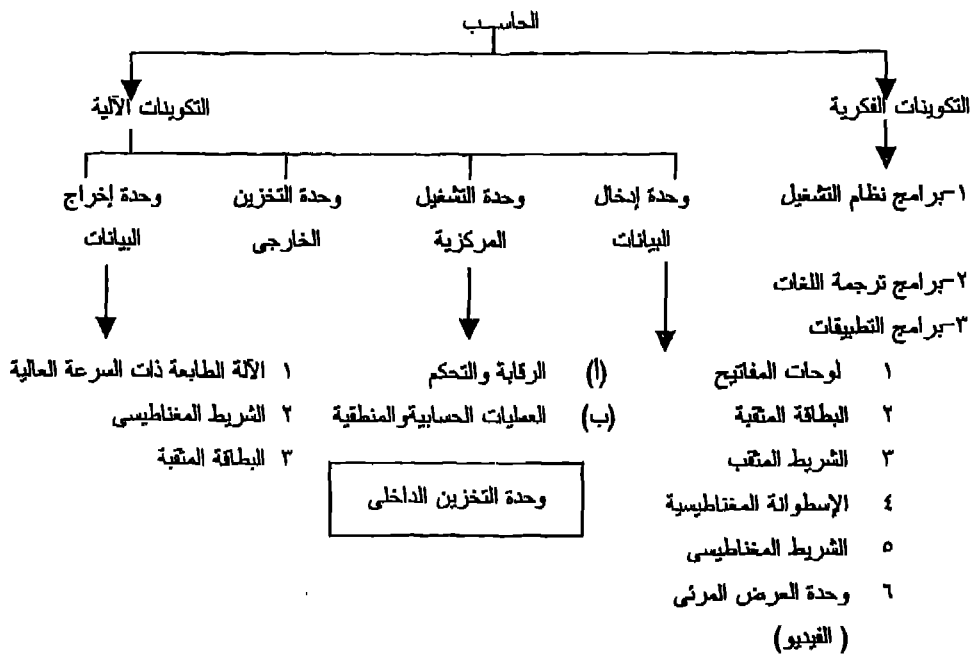 الحاسب
التكوينات الفكرية
التكوينات الآلية
١-برامج نظام التشغيل
٢-برامج ترجمة اللغات
٣-برامج التطبيقات
وحدة إدخال
البيانات
وحدة التشغيل
المركزية
وحدة التخزين
الخارجى
وحدة إخراج
البيانات
١ لوحات المفاتيح
٢ البطاقة المثقبة
٣ الشريط المثقب
٤ الإسطوانة المغناطيسية
٥ الشريط المغناطيسى
٦ وحدة العرض المرئى
( الفيديو)
(أ) الرقابة والتحكم
(ب) العمليات الحسابية والمنطقية
وحدة التخزين الداخلى
١ الآلة الطابعة ذات السرعة العالية
٢ الشريط المغناطيسى
٣ البطاقة المثقبة